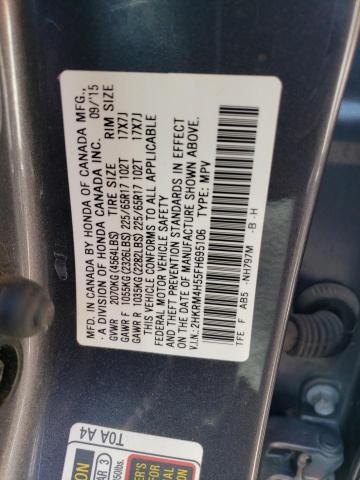 MFG. IN CANADA BY HONDA OF CANADA MFG.,
- A DIVISION OF HONDA CANADA INC. 09/15
GVWR 2070KG (4564LBS) TIRE SIZE RIM SIZE
GAWR F 1055KG (2326LBS) 225/65R17 102T 17X7J
GAWR R 1035KG (2282LBS) 225/65R17 102T 17X7J
THIS VEHICLE CONFORMS TO ALL APPLICABLE
FEDERAL MOTOR VEHICLE SAFETY
AND THEFT PREVENTION STANDARDS IN EFFECT
ON THE DATE OF MANUFACTURE SHOWN ABOVE.
V.I.N.: 2HKRM4H55FH695106 TYPE: MPV
TFE F AB5 -NH797M -B -H
T0A A4